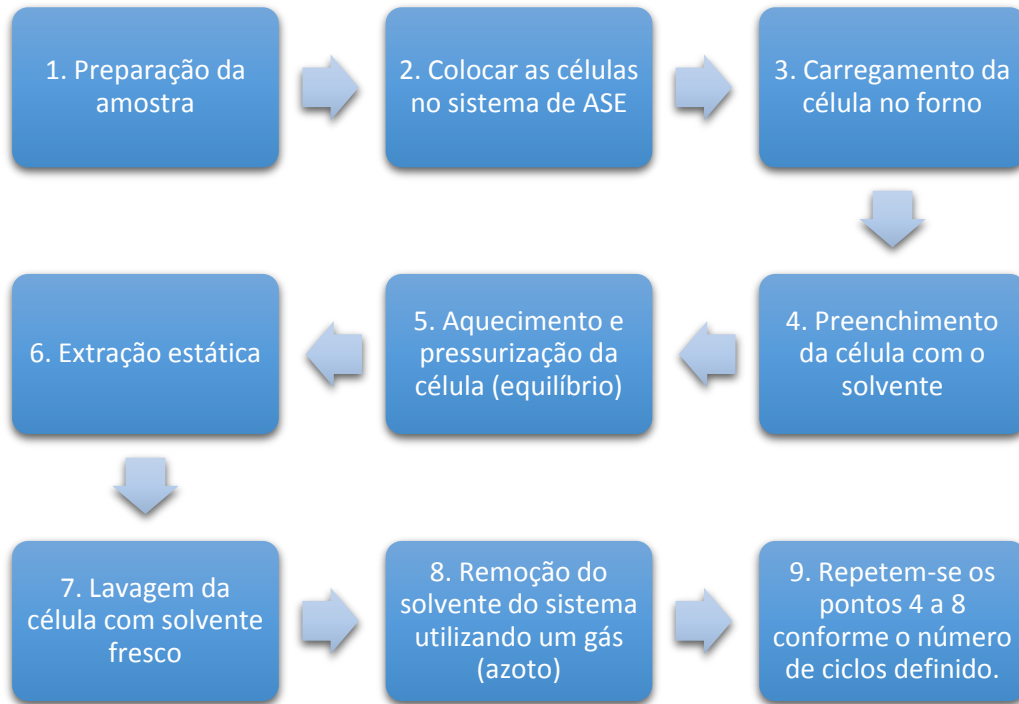 1. Preparação da
amostra
2. Colocar as células
no sistema de ASE
3. Carregamento da
célula no forno
4. Preenchimento
da célula com o
solvente
5. Aquecimento e
pressurização da
célula (equilíbrio)
6. Extração estática
7. Lavagem da
célula com solvente
fresco
8. Remoção do
solvente do sistema
utilizando um gás
(azoto)
9. Repetem-se os
pontos 4 a 8
conforme o número
de ciclos definido.